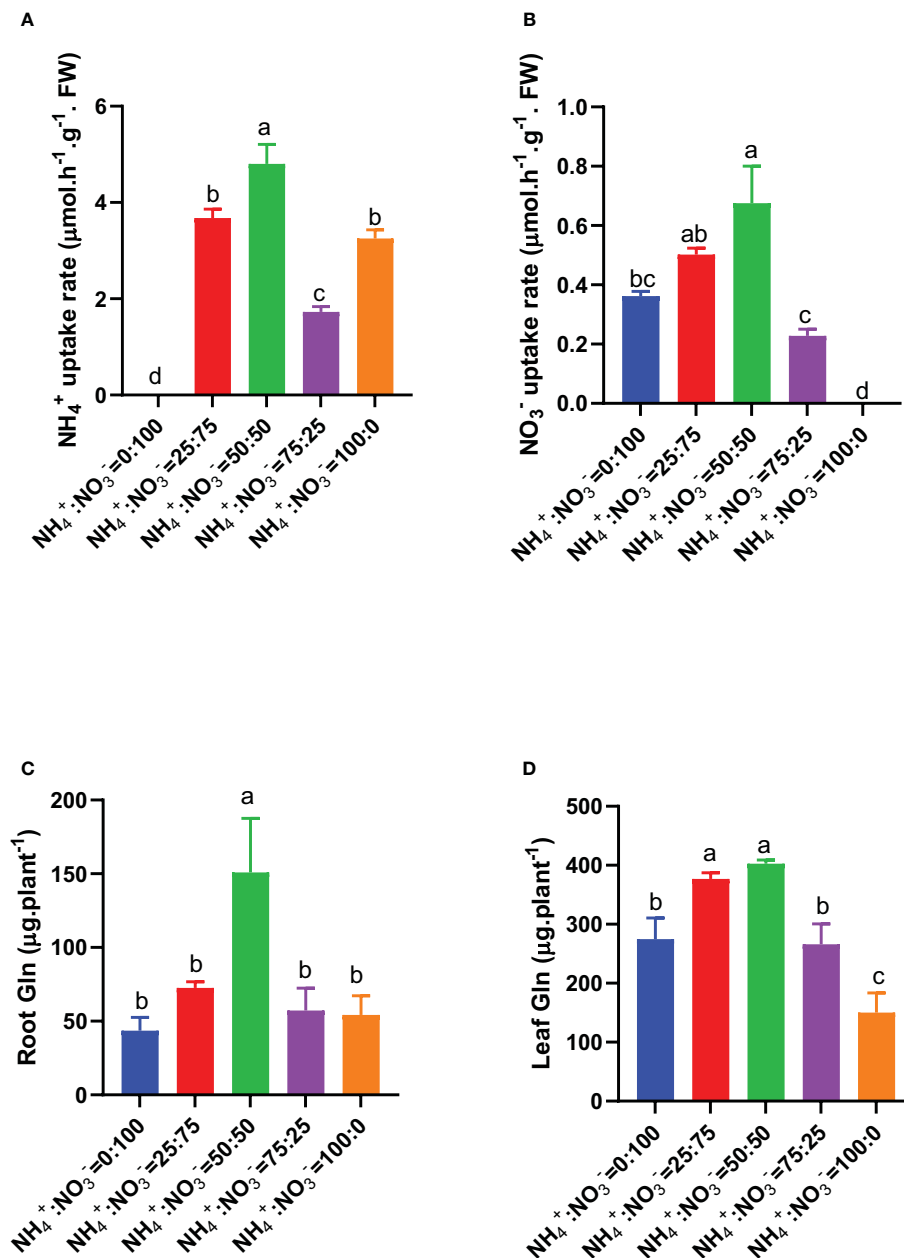 A
NH₄⁺ uptake rate (μmol.h⁻¹.g⁻¹. FW)
6
4
2
0
d
b
a
c
b
NH₄⁺:NO₃⁻=0:100
NH₄⁺:NO₃⁻=25:75
NH₄⁺:NO₃⁻=50:50
NH₄⁺:NO₃⁻=75:25
NH₄⁺:NO₃⁻=100:0
B
NO₃⁻ uptake rate (μmol.h⁻¹.g⁻¹. FW)
1.0
0.8
0.6
0.4
0.2
0.0
bc
ab
a
c
d
NH₄⁺:NO₃⁻=0:100
NH₄⁺:NO₃⁻=25:75
NH₄⁺:NO₃⁻=50:50
NH₄⁺:NO₃⁻=75:25
NH₄⁺:NO₃⁻=100:0
C
Root Gln (μg.plant⁻¹)
200
150
100
50
0
b
b
a
b
b
NH₄⁺:NO₃⁻=0:100
NH₄⁺:NO₃⁻=25:75
NH₄⁺:NO₃⁻=50:50
NH₄⁺:NO₃⁻=75:25
NH₄⁺:NO₃⁻=100:0
D
Leaf Gln (μg.plant⁻¹)
500
400
300
200
100
0
b
a
a
b
c
NH₄⁺:NO₃⁻=0:100
NH₄⁺:NO₃⁻=25:75
NH₄⁺:NO₃⁻=50:50
NH₄⁺:NO₃⁻=75:25
NH₄⁺:NO₃⁻=100:0